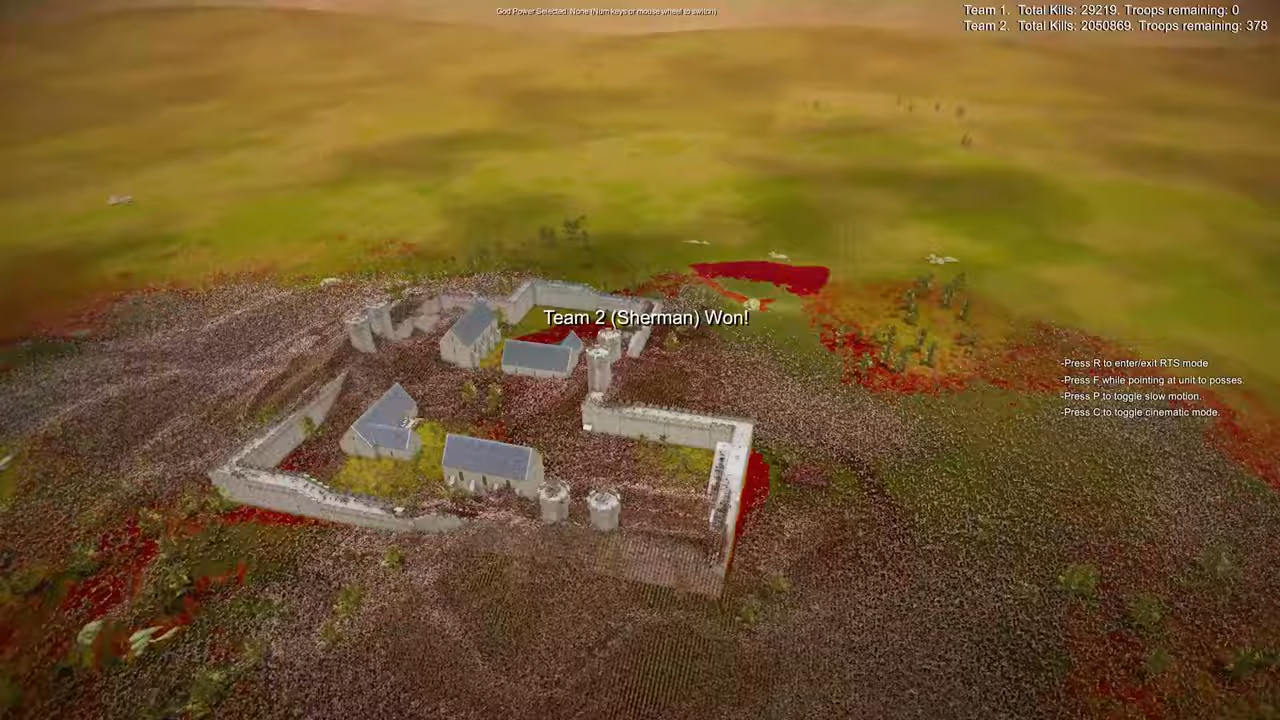 God Power Selected: None (Num keys or mouse wheel to switch)
Team 1. Total Kills: 29219. Troops remaining: 0
Team 2. Total Kills: 2050869. Troops remaining: 378
Team 2 (Sherman) Won!
-Press R to enter/exit RTS mode
-Press F while pointing at unit to posses.
-Press P to toggle slow motion.
-Press C to toggle cinematic mode.